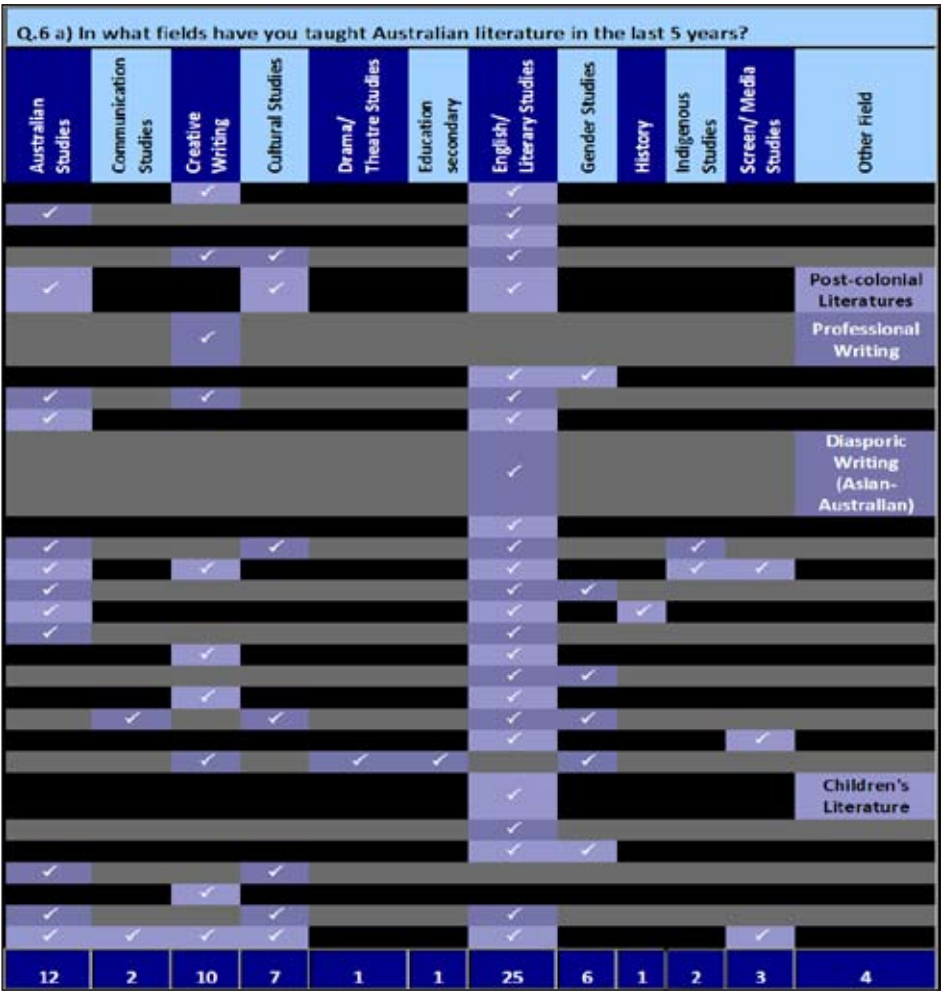 Q.6 a) In what fields have you taught Australian literature in the last 5 years?
Australian
Studies
Communication
Studies
Creative
Writing
Cultural Studies
Drama/
Theatre Studies
Education
secondary
English/
Literary Studies
Gender Studies
History
Indigenous
Studies
Screen/ Media
Studies
Other Field
✓ ✓
✓ ✓
✓
✓ ✓ ✓
✓ ✓ ✓ Post-colonial
Literatures
✓ Professional
Writing
✓ ✓
✓ ✓ ✓
✓ ✓
✓ Diasporic
Writing
(Asian-
Australian)
✓
✓ ✓ ✓ ✓
✓ ✓ ✓ ✓ ✓
✓ ✓ ✓
✓ ✓ ✓
✓ ✓
✓ ✓
✓ ✓
✓ ✓
✓ ✓ ✓ ✓
✓ ✓
✓ ✓ ✓ ✓
✓ Children's
Literature
✓
✓ ✓
✓ ✓
✓
✓ ✓ ✓
✓ ✓ ✓ ✓ ✓ ✓
12 2 10 7 1 1 25 6 1 2 3 4